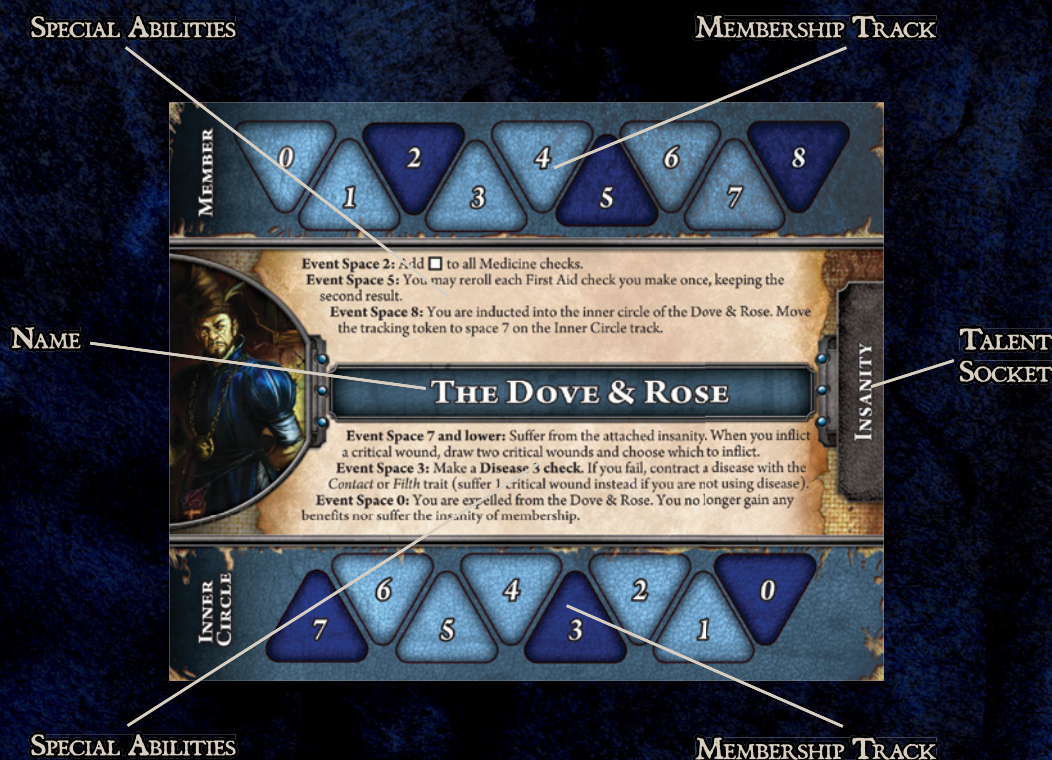 Special Abilities
Membership Track
Member
0
1
2
3
4
5
6
7
8
Event Space 2: Add to all Medicine checks.
Event Space 5: You may reroll each First Aid check you make once, keeping the
second result.
Event Space 8: You are inducted into the inner circle of the Dove & Rose. Move
the tracking token to space 7 on the Inner Circle track.
Name
Talent
Socket
Insanity
The Dove & Rose
Event Space 7 and lower: Suffer from the attached insanity. When you inflict
a critical wound, draw two critical wounds and choose which to inflict.
Event Space 3: Make a Disease 3 check. If you fail, contract a disease with the
Contact or Filth trait (suffer 1 critical wound instead if you are not using disease).
Event Space 0: You are expelled from the Dove & Rose. You no longer gain any
benefits nor suffer the insanity of membership.
Inner
Circle
7
6
5
4
3
2
1
0
Special Abilities
Membership Track